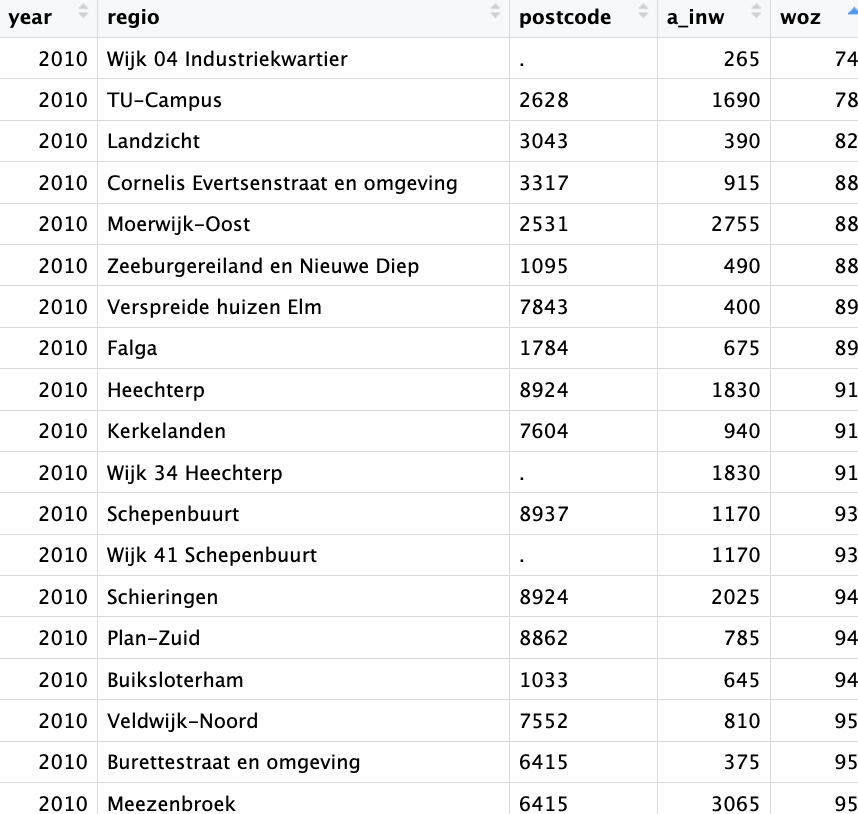 year regio postcode a_inw woz
2010 Wijk 04 Industriekwartier . 265 74
2010 TU-Campus 2628 1690 78
2010 Landzicht 3043 390 82
2010 Cornelis Evertsenstraat en omgeving 3317 915 88
2010 Moerwijk-Oost 2531 2755 88
2010 Zeeburgereiland en Nieuwe Diep 1095 490 88
2010 Verspreide huizen Elm 7843 400 89
2010 Falga 1784 675 89
2010 Heechterp 8924 1830 91
2010 Kerkelanden 7604 940 91
2010 Wijk 34 Heechterp . 1830 91
2010 Schepenbuurt 8937 1170 93
2010 Wijk 41 Schepenbuurt . 1170 93
2010 Schieringen 8924 2025 94
2010 Plan-Zuid 8862 785 94
2010 Buiksloterham 1033 645 94
2010 Veldwijk-Noord 7552 810 95
2010 Burettestraat en omgeving 6415 375 95
2010 Meezenbroek 6415 3065 95